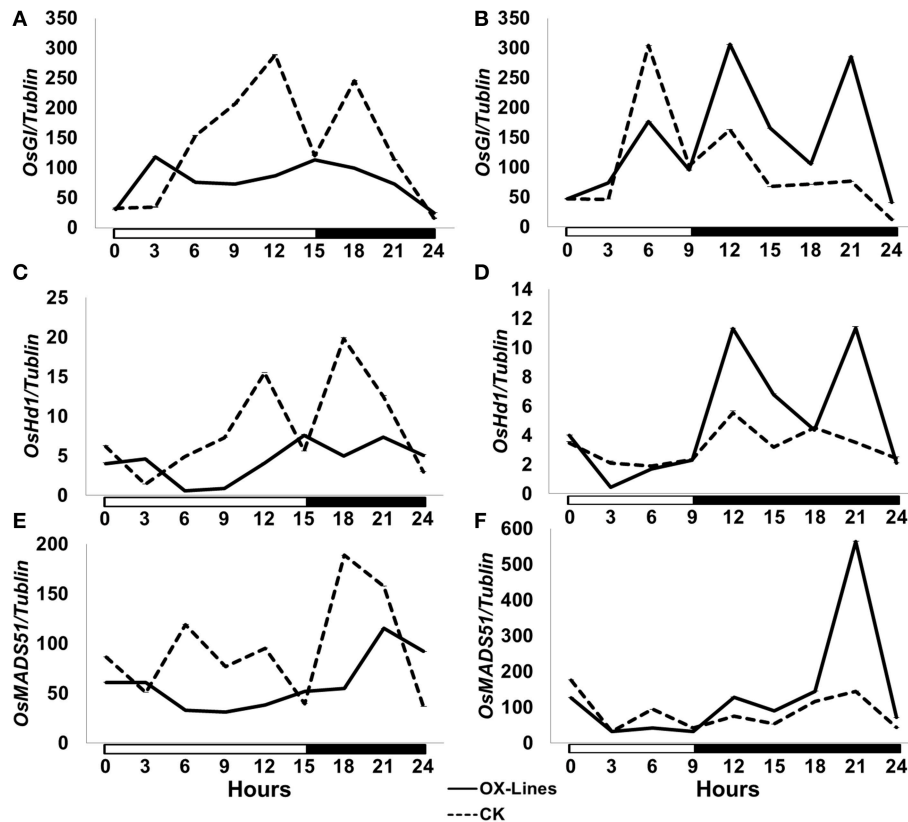 A
OsGI/Tublin
350
300
250
200
150
100
50
0
0 3 6 9 12 15 18 21 24
B
OsGI/Tublin
350
300
250
200
150
100
50
0
0 3 6 9 12 15 18 21 24
C
OsHd1/Tublin
25
20
15
10
5
0
0 3 6 9 12 15 18 21 24
D
OsHd1/Tublin
14
12
10
8
6
4
2
0
0 3 6 9 12 15 18 21 24
E
OsMADS51/Tublin
200
150
100
50
0
0 3 6 9 12 15 18 21 24
Hours
F
OsMADS51/Tublin
600
500
400
300
200
100
0
0 3 6 9 12 15 18 21 24
Hours
OX-Lines
CK